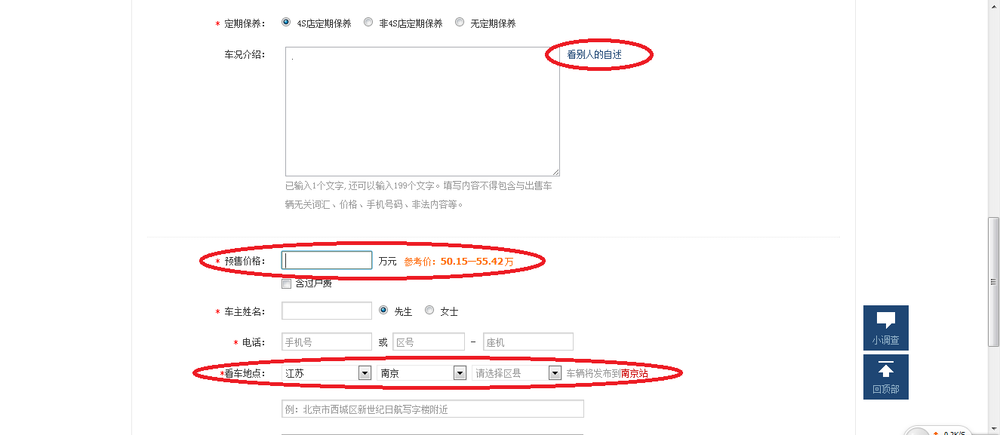 * 定期保养： 4S店定期保养 非4S店定期保养 无定期保养
车况介绍： . 看别人的自述
已输入1个文字, 还可以输入199个文字。填写内容不得包含与出售车
辆无关词汇、价格、手机号码、非法内容等。
* 预售价格： 万元 参考价：50.15—55.42万
含过户费
* 车主姓名： 先生 女士
* 电话： 手机号 或 区号 - 座机
*看车地点： 江苏 南京 请选择区县 车辆将发布到南京站
例：北京市西城区新世纪日航写字楼附近
小调查
回顶部
0.2K/S